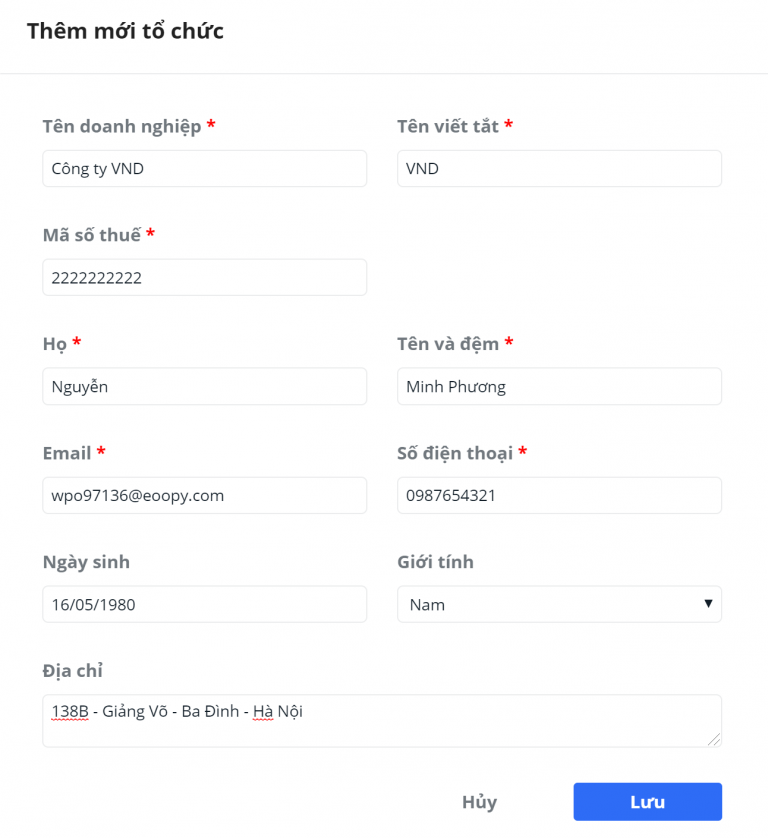 Thêm mới tổ chức
Tên doanh nghiệp * Tên viết tắt *
Công ty VND VND
Mã số thuế *
2222222222
Họ * Tên và đệm *
Nguyễn Minh Phương
Email * Số điện thoại *
wpo97136@eoopy.com 0987654321
Ngày sinh Giới tính
16/05/1980 Nam
Địa chỉ
138B - Giảng Võ - Ba Đình - Hà Nội
Hủy Lưu